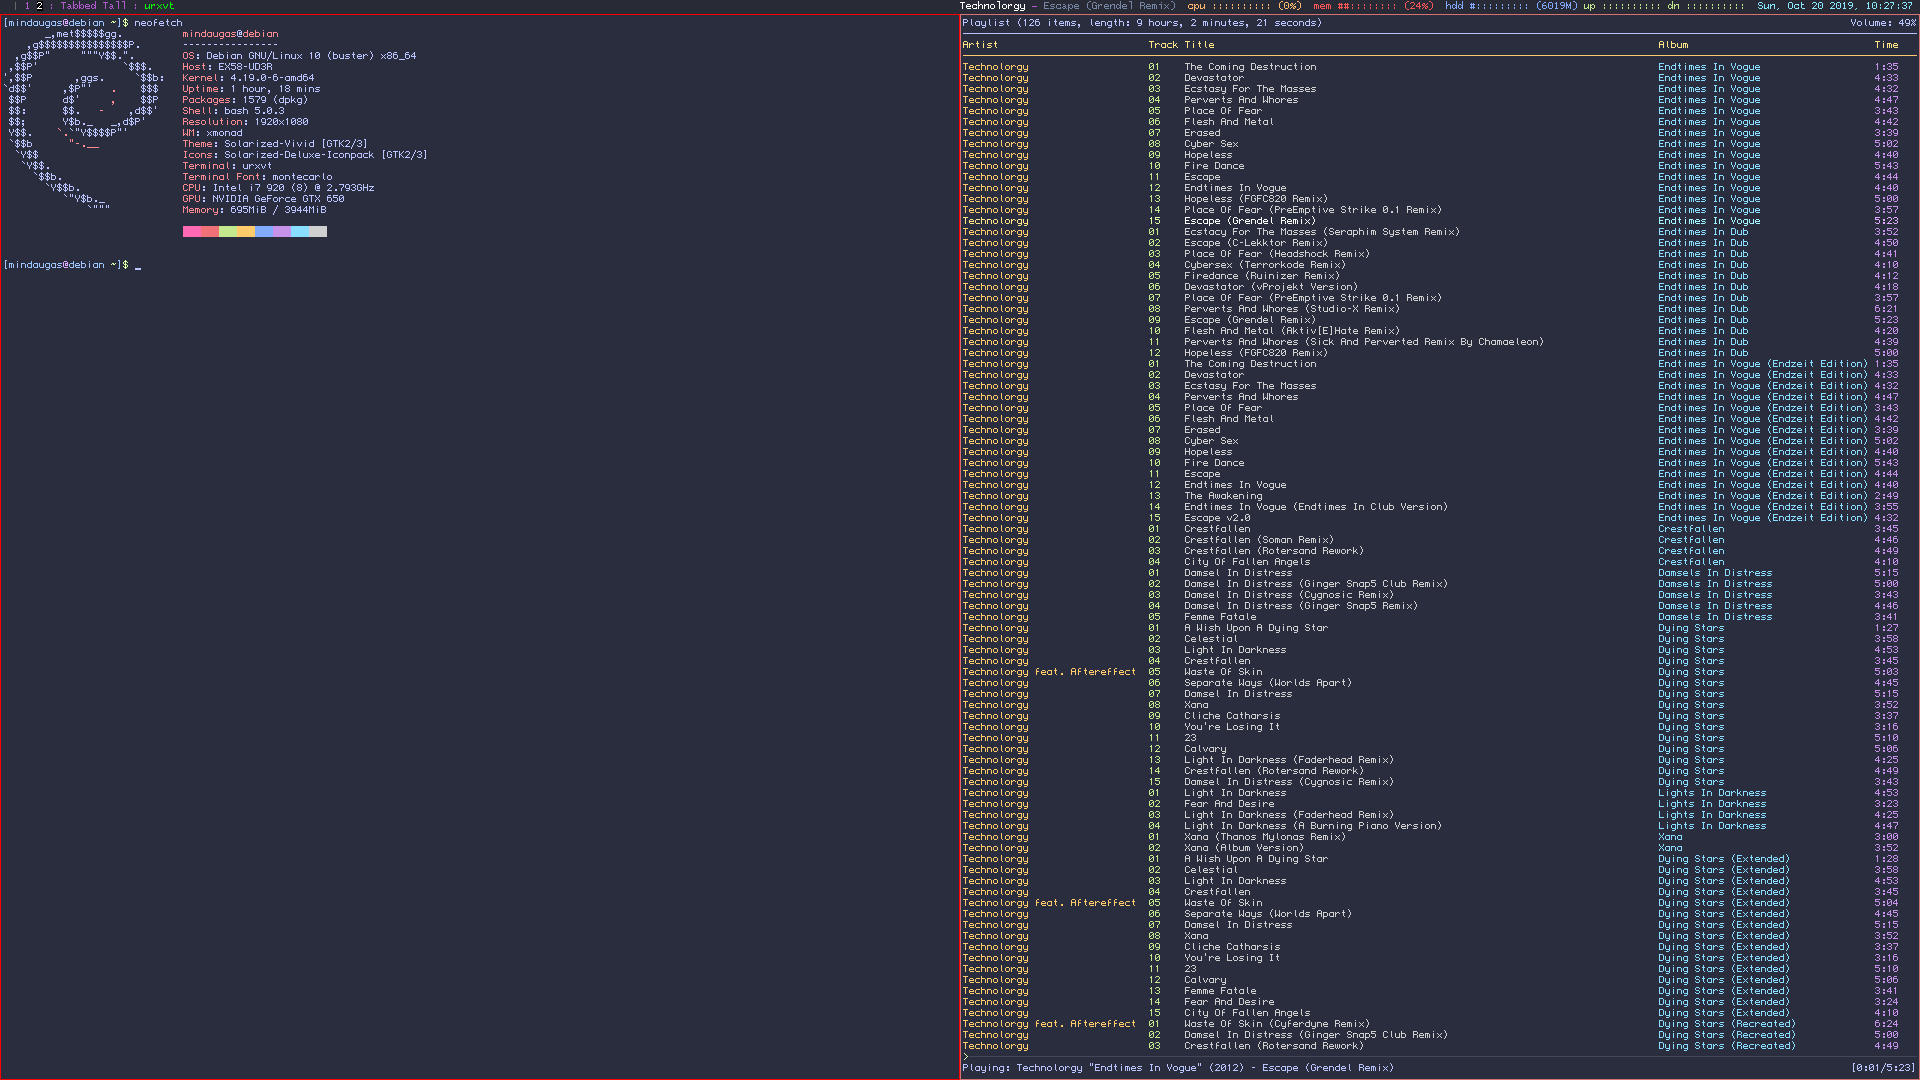 | 1 2 : Tabbed Tall : urxvt
Technolorgy - Escape (Grendel Remix) cpu :::::::::: (0%) mem ##:::::::: (24%) hdd #::::::::: (6019M) up :::::::::: dn :::::::::: Sun, Oct 20 2019, 10:27:37
[mindaugas@debian ~]$ neofetch
mindaugas@debian
----------------
OS: Debian GNU/Linux 10 (buster) x86_64
Host: EX58-UD3R
Kernel: 4.19.0-6-amd64
Uptime: 1 hour, 18 mins
Packages: 1579 (dpkg)
Shell: bash 5.0.3
Resolution: 1920x1080
WM: xmonad
Theme: Solarized-Vivid [GTK2/3]
Icons: Solarized-Deluxe-Iconpack [GTK2/3]
Terminal: urxvt
Terminal Font: montecarlo
CPU: Intel i7 920 (8) @ 2.793GHz
GPU: NVIDIA GeForce GTX 650
Memory: 695MiB / 3944MiB
[mindaugas@debian ~]$ _
Playlist (126 items, length: 9 hours, 2 minutes, 21 seconds) Volume: 49%
Artist Track Title Album Time
Technolorgy 01 The Coming Destruction Endtimes In Vogue 1:35
Technolorgy 02 Devastator Endtimes In Vogue 4:33
Technolorgy 03 Ecstasy For The Masses Endtimes In Vogue 4:32
Technolorgy 04 Perverts And Whores Endtimes In Vogue 4:47
Technolorgy 05 Place Of Fear Endtimes In Vogue 3:43
Technolorgy 06 Flesh And Metal Endtimes In Vogue 4:42
Technolorgy 07 Erased Endtimes In Vogue 3:39
Technolorgy 08 Cyber Sex Endtimes In Vogue 5:02
Technolorgy 09 Hopeless Endtimes In Vogue 4:40
Technolorgy 10 Fire Dance Endtimes In Vogue 5:43
Technolorgy 11 Escape Endtimes In Vogue 4:44
Technolorgy 12 Endtimes In Vogue Endtimes In Vogue 4:40
Technolorgy 13 Hopeless (FGFC820 Remix) Endtimes In Vogue 5:00
Technolorgy 14 Place Of Fear (PreEmptive Strike 0.1 Remix) Endtimes In Vogue 3:57
Technolorgy 15 Escape (Grendel Remix) Endtimes In Vogue 5:23
Technolorgy 01 Ecstacy For The Masses (Seraphim System Remix) Endtimes In Dub 3:52
Technolorgy 02 Escape (C-Lekktor Remix) Endtimes In Dub 4:50
Technolorgy 03 Place Of Fear (Headshock Remix) Endtimes In Dub 4:41
Technolorgy 04 Cybersex (Terrorkode Remix) Endtimes In Dub 4:10
Technolorgy 05 Firedance (Ruinizer Remix) Endtimes In Dub 4:12
Technolorgy 06 Devastator (vProjekt Version) Endtimes In Dub 4:18
Technolorgy 07 Place Of Fear (PreEmptive Strike 0.1 Remix) Endtimes In Dub 3:57
Technolorgy 08 Perverts And Whores (Studio-X Remix) Endtimes In Dub 6:21
Technolorgy 09 Escape (Grendel Remix) Endtimes In Dub 5:23
Technolorgy 10 Flesh And Metal (Aktiv[E]Hate Remix) Endtimes In Dub 4:20
Technolorgy 11 Perverts And Whores (Sick And Perverted Remix By Chamaeleon) Endtimes In Dub 4:39
Technolorgy 12 Hopeless (FGFC820 Remix) Endtimes In Dub 5:00
Technolorgy 01 The Coming Destruction Endtimes In Vogue (Endzeit Edition) 1:35
Technolorgy 02 Devastator Endtimes In Vogue (Endzeit Edition) 4:33
Technolorgy 03 Ecstasy For The Masses Endtimes In Vogue (Endzeit Edition) 4:32
Technolorgy 04 Perverts And Whores Endtimes In Vogue (Endzeit Edition) 4:47
Technolorgy 05 Place Of Fear Endtimes In Vogue (Endzeit Edition) 3:43
Technolorgy 06 Flesh And Metal Endtimes In Vogue (Endzeit Edition) 4:42
Technolorgy 07 Erased Endtimes In Vogue (Endzeit Edition) 3:39
Technolorgy 08 Cyber Sex Endtimes In Vogue (Endzeit Edition) 5:02
Technolorgy 09 Hopeless Endtimes In Vogue (Endzeit Edition) 4:40
Technolorgy 10 Fire Dance Endtimes In Vogue (Endzeit Edition) 5:43
Technolorgy 11 Escape Endtimes In Vogue (Endzeit Edition) 4:44
Technolorgy 12 Endtimes In Vogue Endtimes In Vogue (Endzeit Edition) 4:40
Technolorgy 13 The Awakening Endtimes In Vogue (Endzeit Edition) 2:49
Technolorgy 14 Endtimes In Vogue (Endtimes In Club Version) Endtimes In Vogue (Endzeit Edition) 3:55
Technolorgy 15 Escape v2.0 Endtimes In Vogue (Endzeit Edition) 4:32
Technolorgy 01 Crestfallen Crestfallen 3:45
Technolorgy 02 Crestfallen (Soman Remix) Crestfallen 4:46
Technolorgy 03 Crestfallen (Rotersand Rework) Crestfallen 4:49
Technolorgy 04 City Of Fallen Angels Crestfallen 4:10
Technolorgy 01 Damsel In Distress Damsels In Distress 5:15
Technolorgy 02 Damsel In Distress (Ginger Snap5 Club Remix) Damsels In Distress 5:00
Technolorgy 03 Damsel In Distress (Cygnosic Remix) Damsels In Distress 3:43
Technolorgy 04 Damsel In Distress (Ginger Snap5 Remix) Damsels In Distress 4:46
Technolorgy 05 Femme Fatale Damsels In Distress 3:41
Technolorgy 01 A Wish Upon A Dying Star Dying Stars 1:27
Technolorgy 02 Celestial Dying Stars 3:58
Technolorgy 03 Light In Darkness Dying Stars 4:53
Technolorgy 04 Crestfallen Dying Stars 3:45
Technolorgy feat. Aftereffect 05 Waste Of Skin Dying Stars 5:03
Technolorgy 06 Separate Ways (Worlds Apart) Dying Stars 4:45
Technolorgy 07 Damsel In Distress Dying Stars 5:15
Technolorgy 08 Xana Dying Stars 3:52
Technolorgy 09 Cliche Catharsis Dying Stars 3:37
Technolorgy 10 You're Losing It Dying Stars 3:16
Technolorgy 11 23 Dying Stars 5:10
Technolorgy 12 Calvary Dying Stars 5:06
Technolorgy 13 Light In Darkness (Faderhead Remix) Dying Stars 4:25
Technolorgy 14 Crestfallen (Rotersand Rework) Dying Stars 4:49
Technolorgy 15 Damsel In Distress (Cygnosic Remix) Dying Stars 3:43
Technolorgy 01 Light In Darkness Lights In Darkness 4:53
Technolorgy 02 Fear And Desire Lights In Darkness 3:23
Technolorgy 03 Light In Darkness (Faderhead Remix) Lights In Darkness 4:25
Technolorgy 04 Light In Darkness (A Burning Piano Version) Lights In Darkness 4:47
Technolorgy 01 Xana (Thanos Mylonas Remix) Xana 3:00
Technolorgy 02 Xana (Album Version) Xana 3:52
Technolorgy 01 A Wish Upon A Dying Star Dying Stars (Extended) 1:28
Technolorgy 02 Celestial Dying Stars (Extended) 3:58
Technolorgy 03 Light In Darkness Dying Stars (Extended) 4:53
Technolorgy 04 Crestfallen Dying Stars (Extended) 3:45
Technolorgy feat. Aftereffect 05 Waste Of Skin Dying Stars (Extended) 5:04
Technolorgy 06 Separate Ways (Worlds Apart) Dying Stars (Extended) 4:45
Technolorgy 07 Damsel In Distress Dying Stars (Extended) 5:15
Technolorgy 08 Xana Dying Stars (Extended) 3:52
Technolorgy 09 Cliche Catharsis Dying Stars (Extended) 3:37
Technolorgy 10 You're Losing It Dying Stars (Extended) 3:16
Technolorgy 11 23 Dying Stars (Extended) 5:10
Technolorgy 12 Calvary Dying Stars (Extended) 5:06
Technolorgy 13 Femme Fatale Dying Stars (Extended) 3:41
Technolorgy 14 Fear And Desire Dying Stars (Extended) 3:24
Technolorgy 15 City Of Fallen Angels Dying Stars (Extended) 4:10
Technolorgy feat. Aftereffect 01 Waste Of Skin (Cyferdyne Remix) Dying Stars (Recreated) 6:24
Technolorgy 02 Damsel In Distress (Ginger Snap5 Club Remix) Dying Stars (Recreated) 5:00
Technolorgy 03 Crestfallen (Rotersand Rework) Dying Stars (Recreated) 4:49
>
Playing: Technolorgy "Endtimes In Vogue" (2012) - Escape (Grendel Remix) [0:01/5:23]